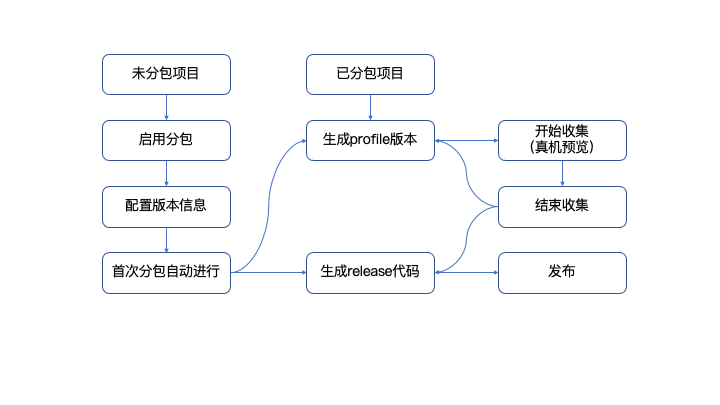 未分包项目
已分包项目
启用分包
生成profile版本
开始收集
（真机预览）
配置版本信息
结束收集
首次分包自动进行
生成release代码
发布